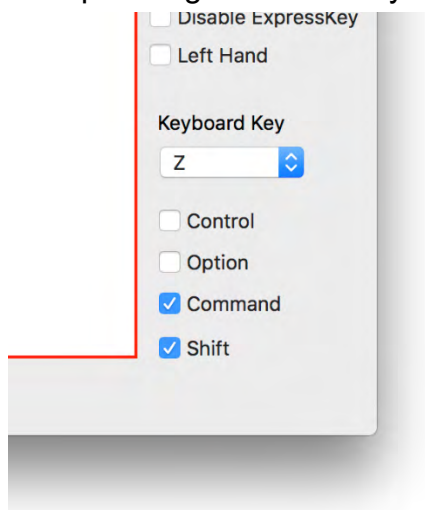 Disable ExpressKey
Left Hand
Keyboard Key
Z
Control
Option
Command
Shift